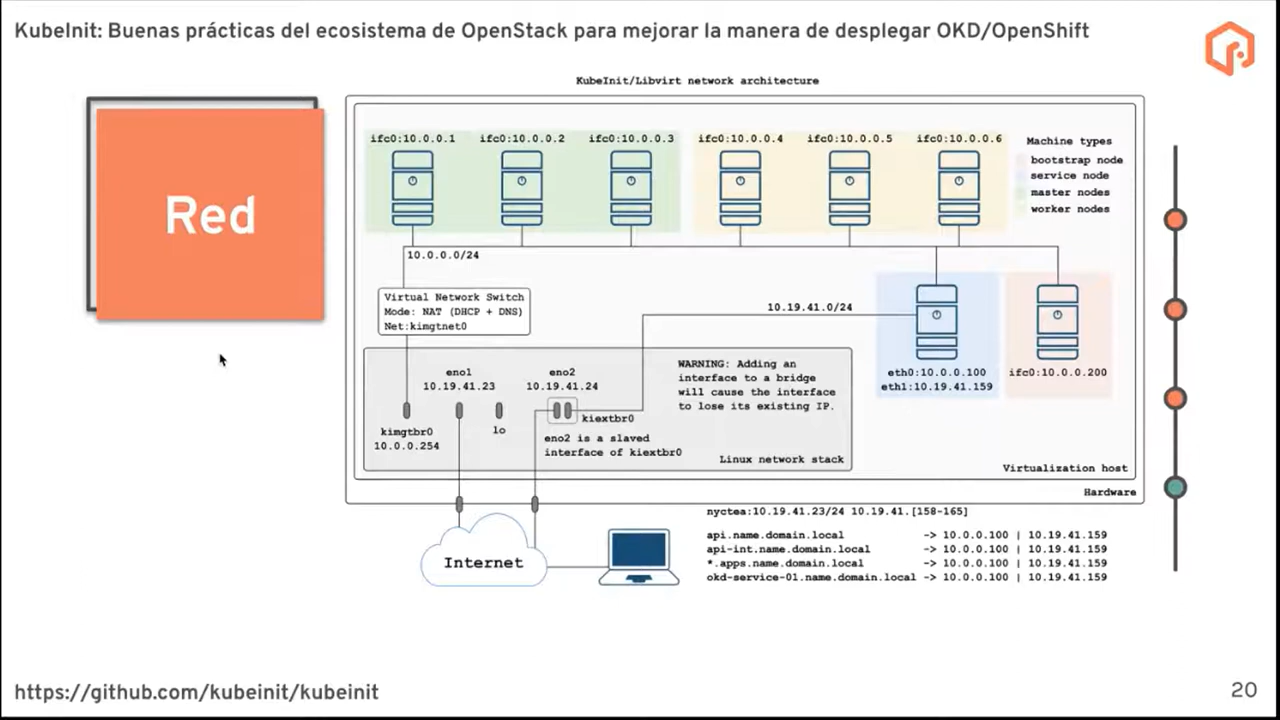 KubeInit: Buenas prácticas del ecosistema de OpenStack para mejorar la manera de desplegar OKD/OpenShift
Red
KubeInit/Libvirt network architecture
ifc0:10.0.0.1
ifc0:10.0.0.2
ifc0:10.0.0.3
ifc0:10.0.0.4
ifc0:10.0.0.5
ifc0:10.0.0.6
Machine types
bootstrap node
service node
master nodes
worker nodes
10.0.0.0/24
Virtual Network Switch
Mode: NAT (DHCP + DNS)
Net:kimgtnet0
10.19.41.0/24
eth0:10.0.0.100
eth1:10.19.41.159
ifc0:10.0.0.200
eno1
10.19.41.23
eno2
10.19.41.24
WARNING: Adding an
interface to a bridge
will cause the interface
to lose its existing IP.
kimgtbr0
10.0.0.254
lo
kiextbr0
eno2 is a slaved
interface of kiextbr0
Linux network stack
Virtualization host
Hardware
Internet
nyctea:10.19.41.23/24 10.19.41.[158-165]
api.name.domain.local -> 10.0.0.100 | 10.19.41.159
api-int.name.domain.local -> 10.0.0.100 | 10.19.41.159
*.apps.name.domain.local -> 10.0.0.100 | 10.19.41.159
okd-service-01.name.domain.local -> 10.0.0.100 | 10.19.41.159
https://github.com/kubeinit/kubeinit
20